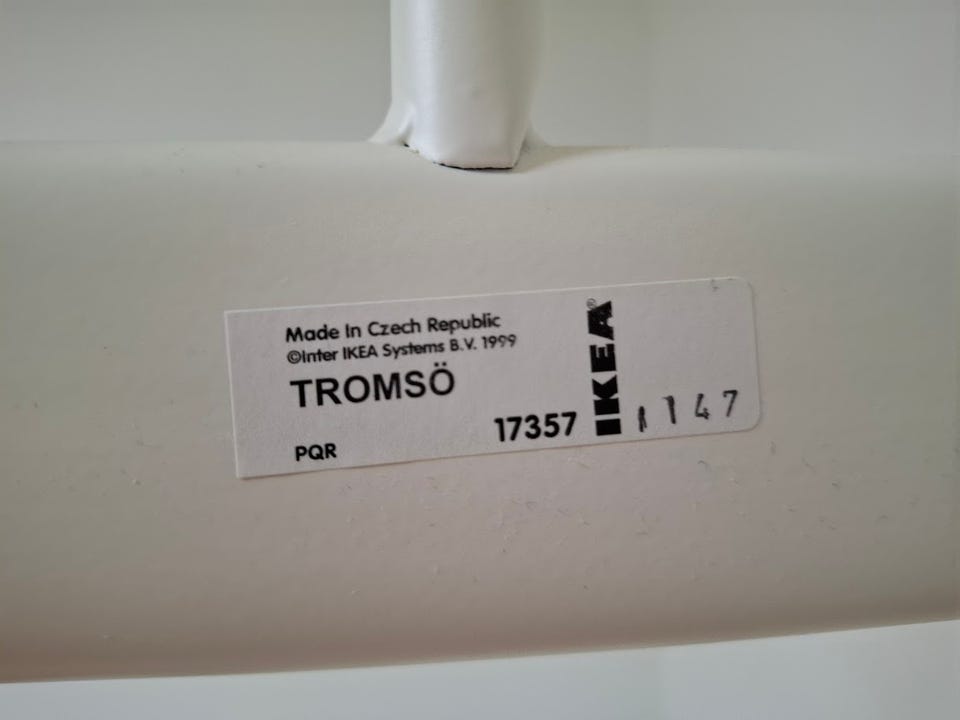 Made In Czech Republic
©Inter IKEA Systems B.V. 1999
TROMSÖ
PQR
17357
IKEA®
1147